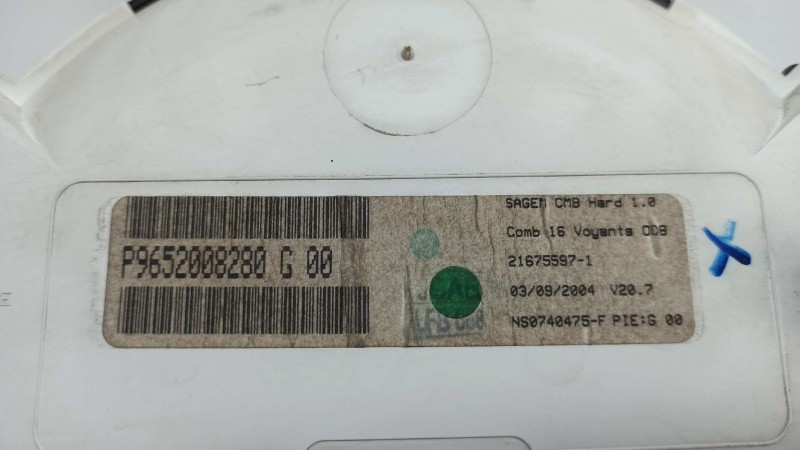 P9652008280 G 00
SAGEM CMB Hard 1.0
Comb 16 Voyants ODB
21675597-1
03/09/2004 V20.7
NS0740475-F PIE:G 00